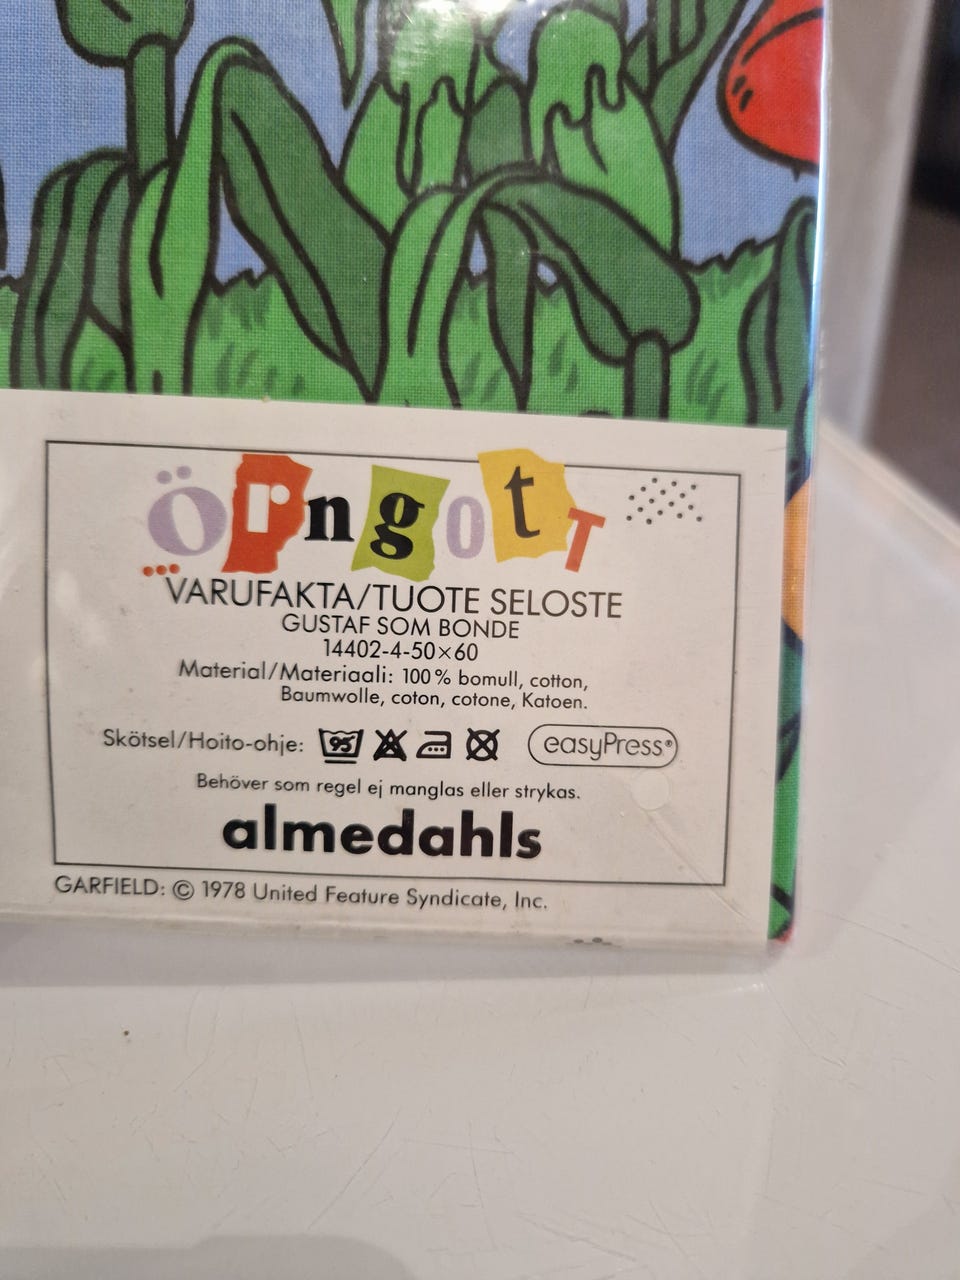 örngott
VARUFAKTA/TUOTE SELOSTE
GUSTAF SOM BONDE
14402-4-50×60
Material/Materiaali: 100% bomull, cotton,
Baumwolle, coton, cotone, Katoen.
Skötsel/Hoito-ohje: 95 easyPress®
Behöver som regel ej manglas eller strykas.
almedahls
GARFIELD: © 1978 United Feature Syndicate, Inc.